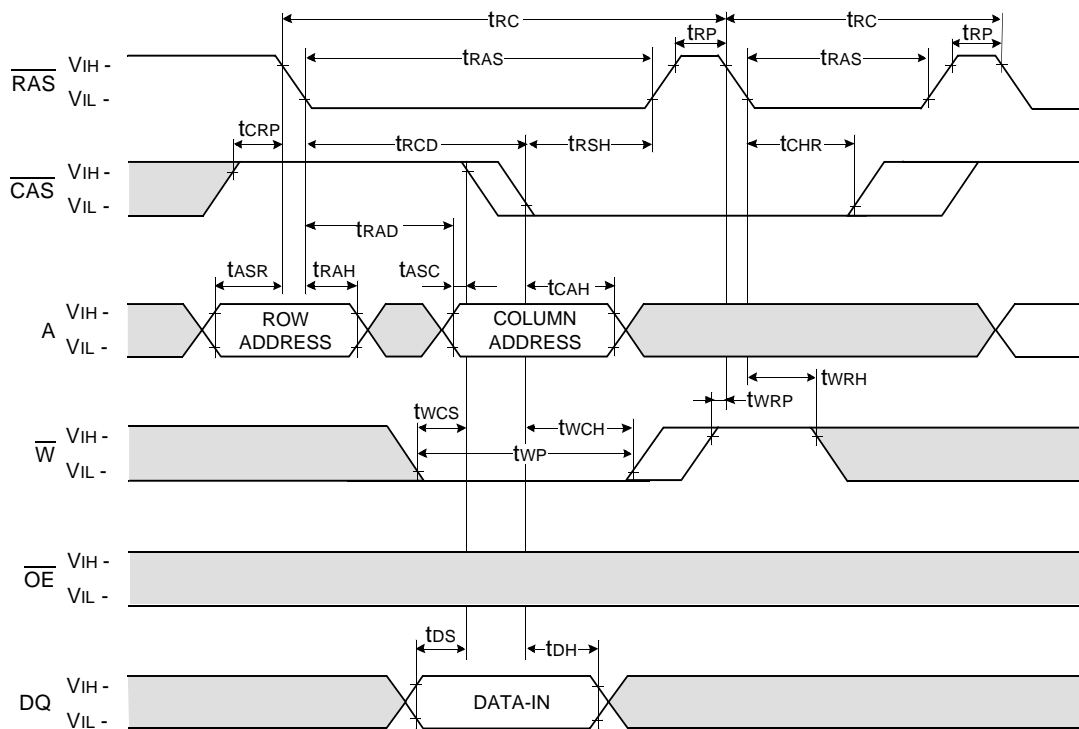 tRC tRC
tRP tRP
tRAS tRAS
RAS VIH -
VIL -
tCRP tRCD tRSH tCHR
CAS VIH -
VIL -
tRAD
tASR tRAH tASC tCAH
A VIH -
VIL -
ROW
ADDRESS
COLUMN
ADDRESS
tWRH
tWRP
tWCS tWCH
tWP
W VIH -
VIL -
OE VIH -
VIL -
tDS tDH
DQ VIH -
VIL -
DATA-IN